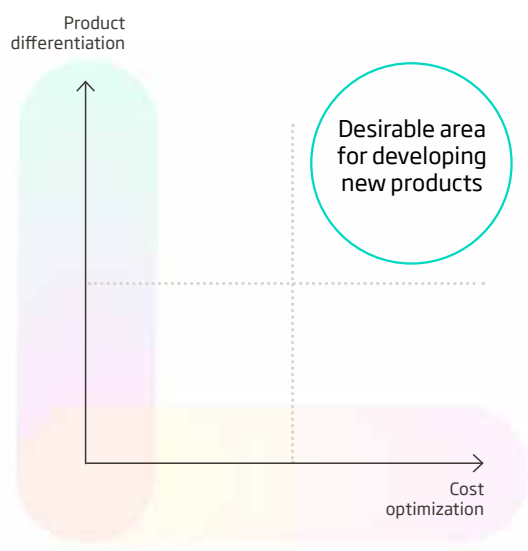 Product
differentiation
Desirable area
for developing
new products
Cost
optimization